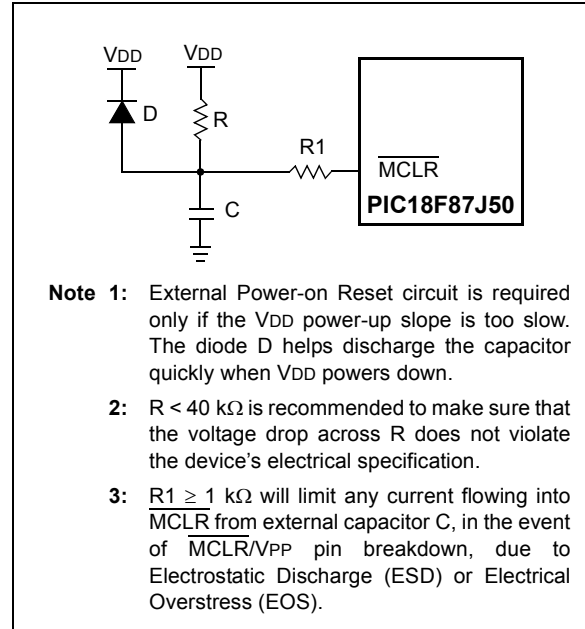 VDD VDD
D
R
R1
MCLR
C
PIC18F87J50
Note 1: External Power-on Reset circuit is required
only if the VDD power-up slope is too slow.
The diode D helps discharge the capacitor
quickly when VDD powers down.
2: R < 40 kΩ is recommended to make sure that
the voltage drop across R does not violate
the device's electrical specification.
3: R1 ≥ 1 kΩ will limit any current flowing into
MCLR from external capacitor C, in the event
of MCLR/VPP pin breakdown, due to
Electrostatic Discharge (ESD) or Electrical
Overstress (EOS).